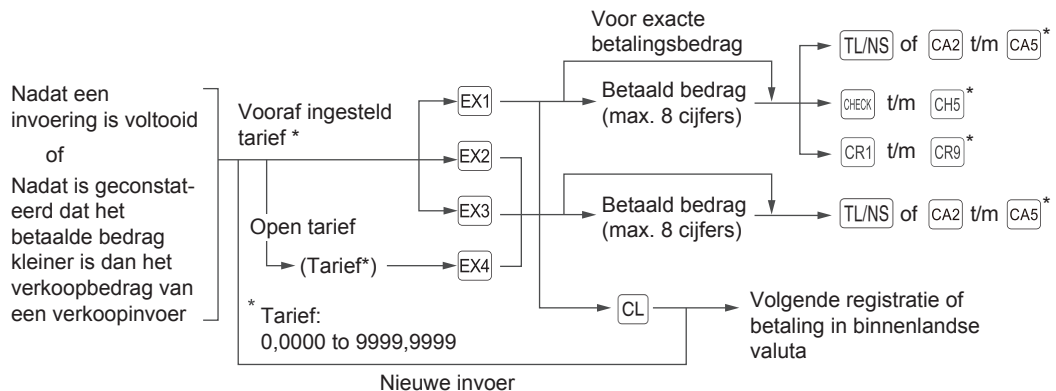 Nadat een
invoering is voltooid
of
Nadat is geconstat-
eerd dat het
betaalde bedrag
kleiner is dan het
verkoopbedrag van
een verkoopinvoer
Vooraf ingesteld
tarief *
Open tarief
(Tarief*)
* Tarief:
0,0000 to 9999,9999
EX1
EX2
EX3
EX4
Voor exacte
betalingsbedrag
Betaald bedrag
(max. 8 cijfers)
TL/NS of CA2 t/m CA5*
CHECK t/m CH5*
CR1 t/m CR9*
Betaald bedrag
(max. 8 cijfers)
TL/NS of CA2 t/m CA5*
CL
Volgende registratie of
betaling in binnenlandse
valuta
Nieuwe invoer